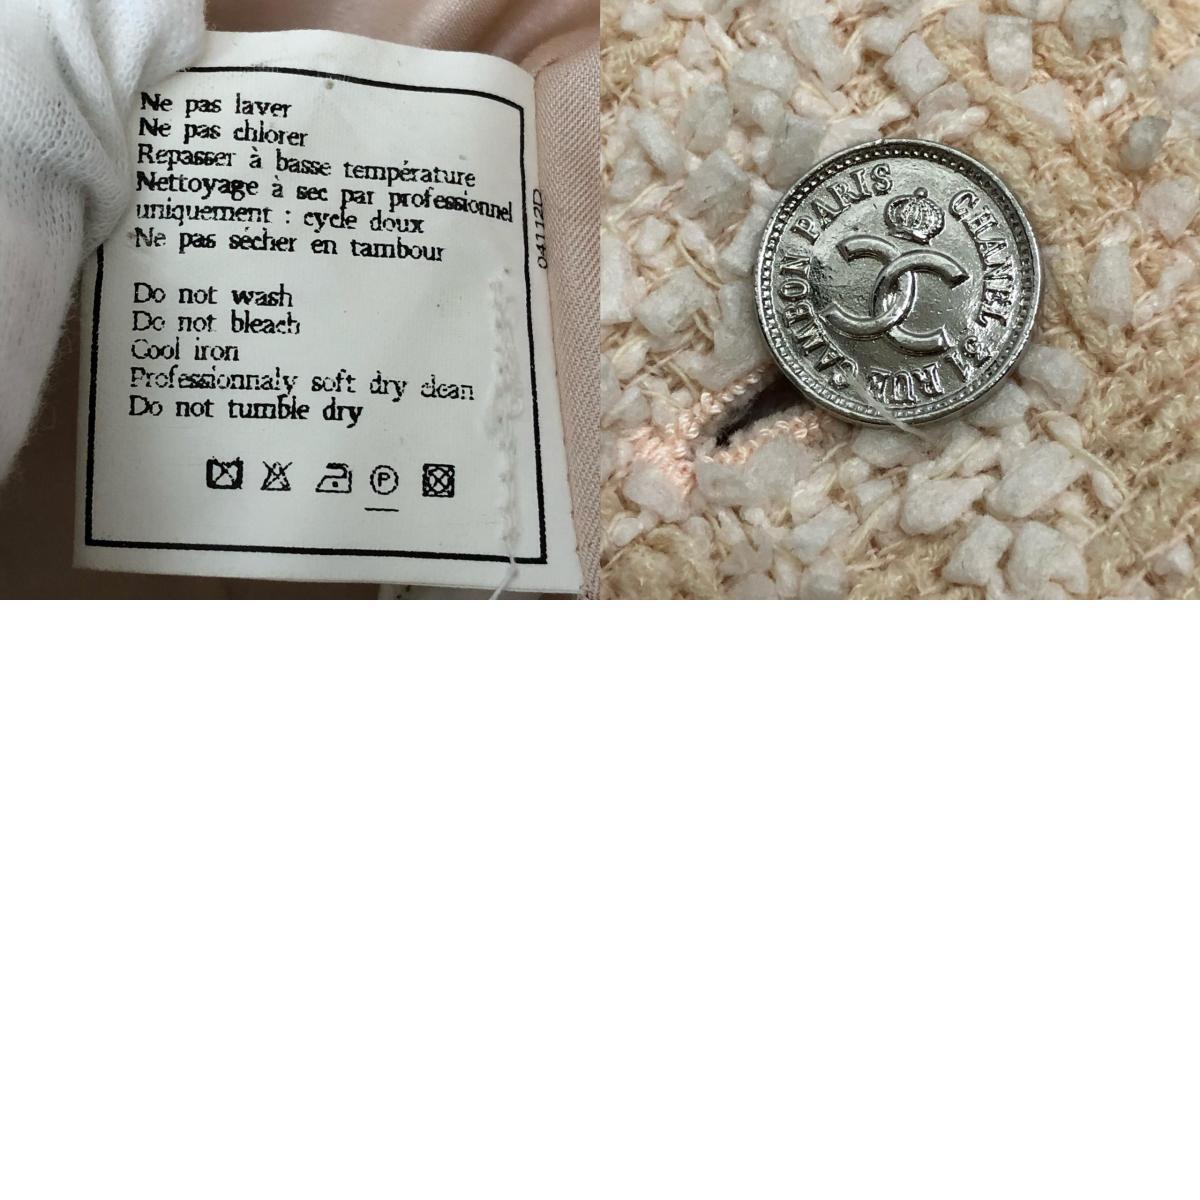 Ne pas laver
Ne pas chlorer
Repasser à basse température
Nettoyage à sec par professionnel
uniquement : cycle doux
Ne pas sécher en tambour
Do not wash
Do not bleach
Cool iron
Professionnaly soft dry clean
Do not tumble dry
P
04112D
CHANEL 31 RUE CAMBON PARIS